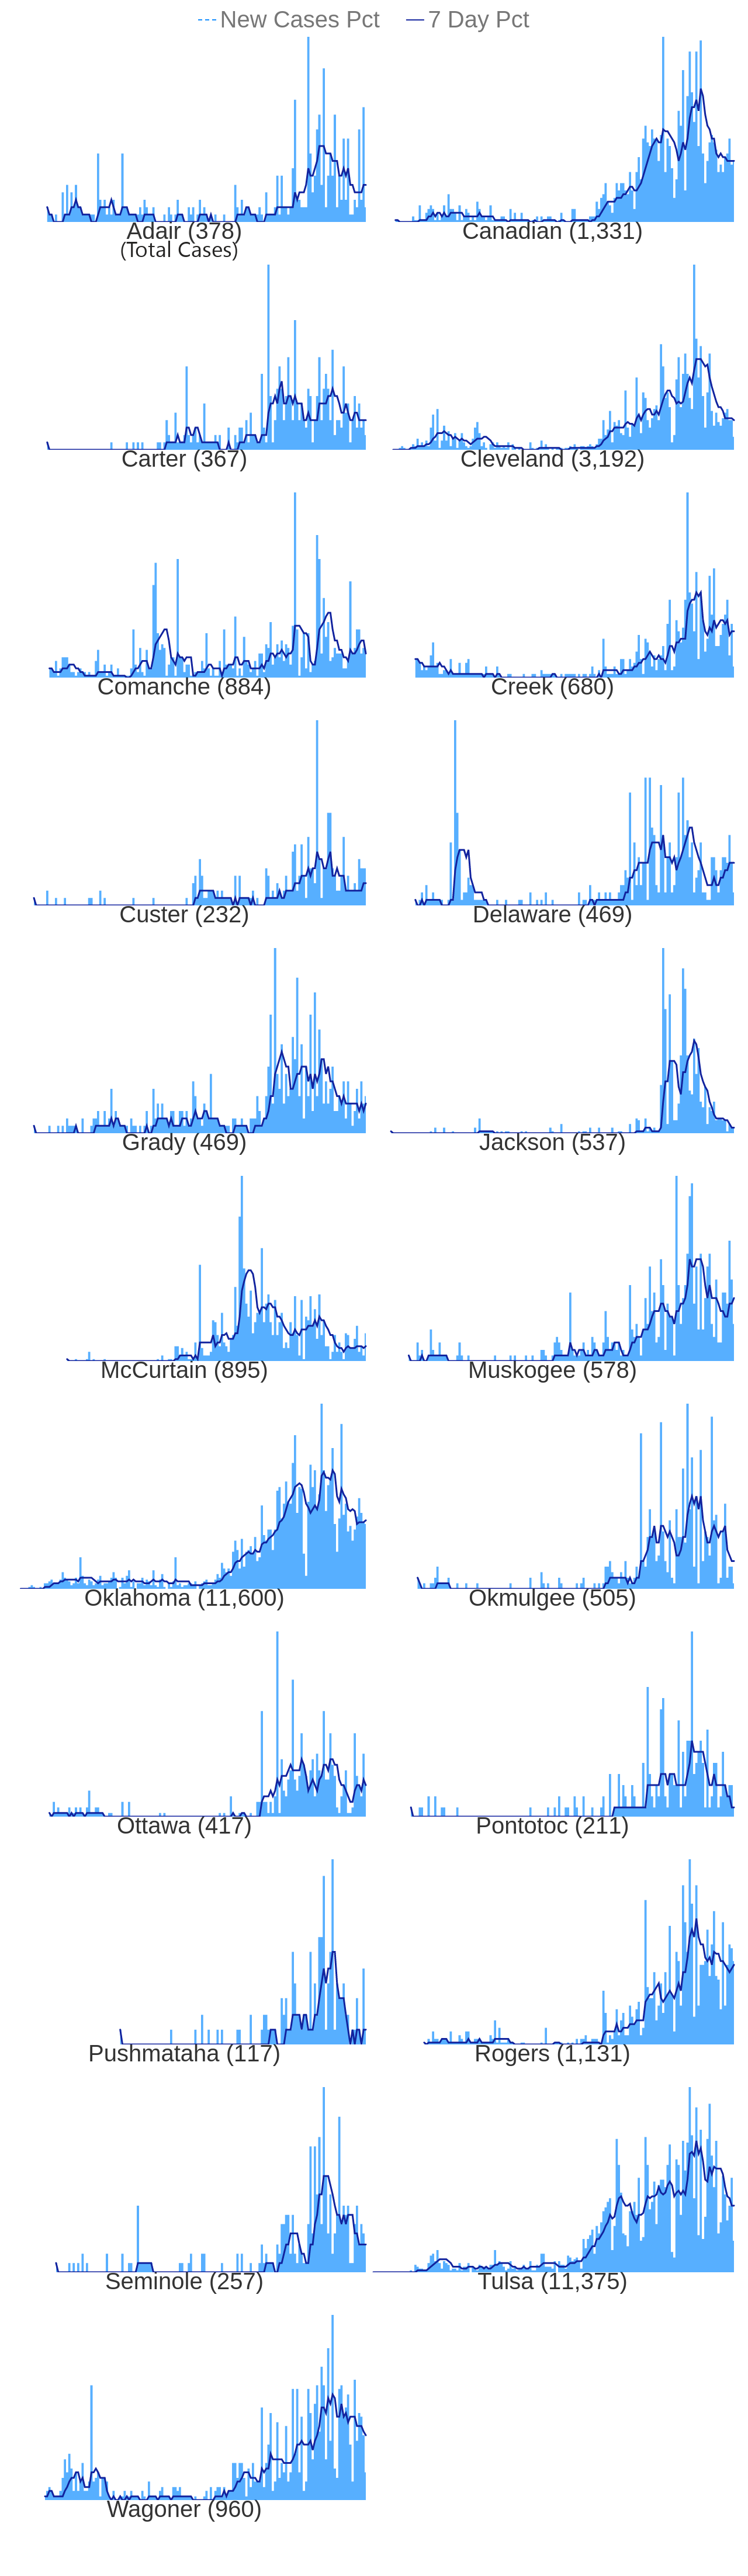 New Cases Pct 7 Day Pct
Adair (378) Canadian (1,331)
(Total Cases)
Carter (367) Cleveland (3,192)
Comanche (884) Creek (680)
Custer (232) Delaware (469)
Grady (469) Jackson (537)
McCurtain (895) Muskogee (578)
Oklahoma (11,600) Okmulgee (505)
Ottawa (417) Pontotoc (211)
Pushmataha (117) Rogers (1,131)
Seminole (257) Tulsa (11,375)
Wagoner (960)